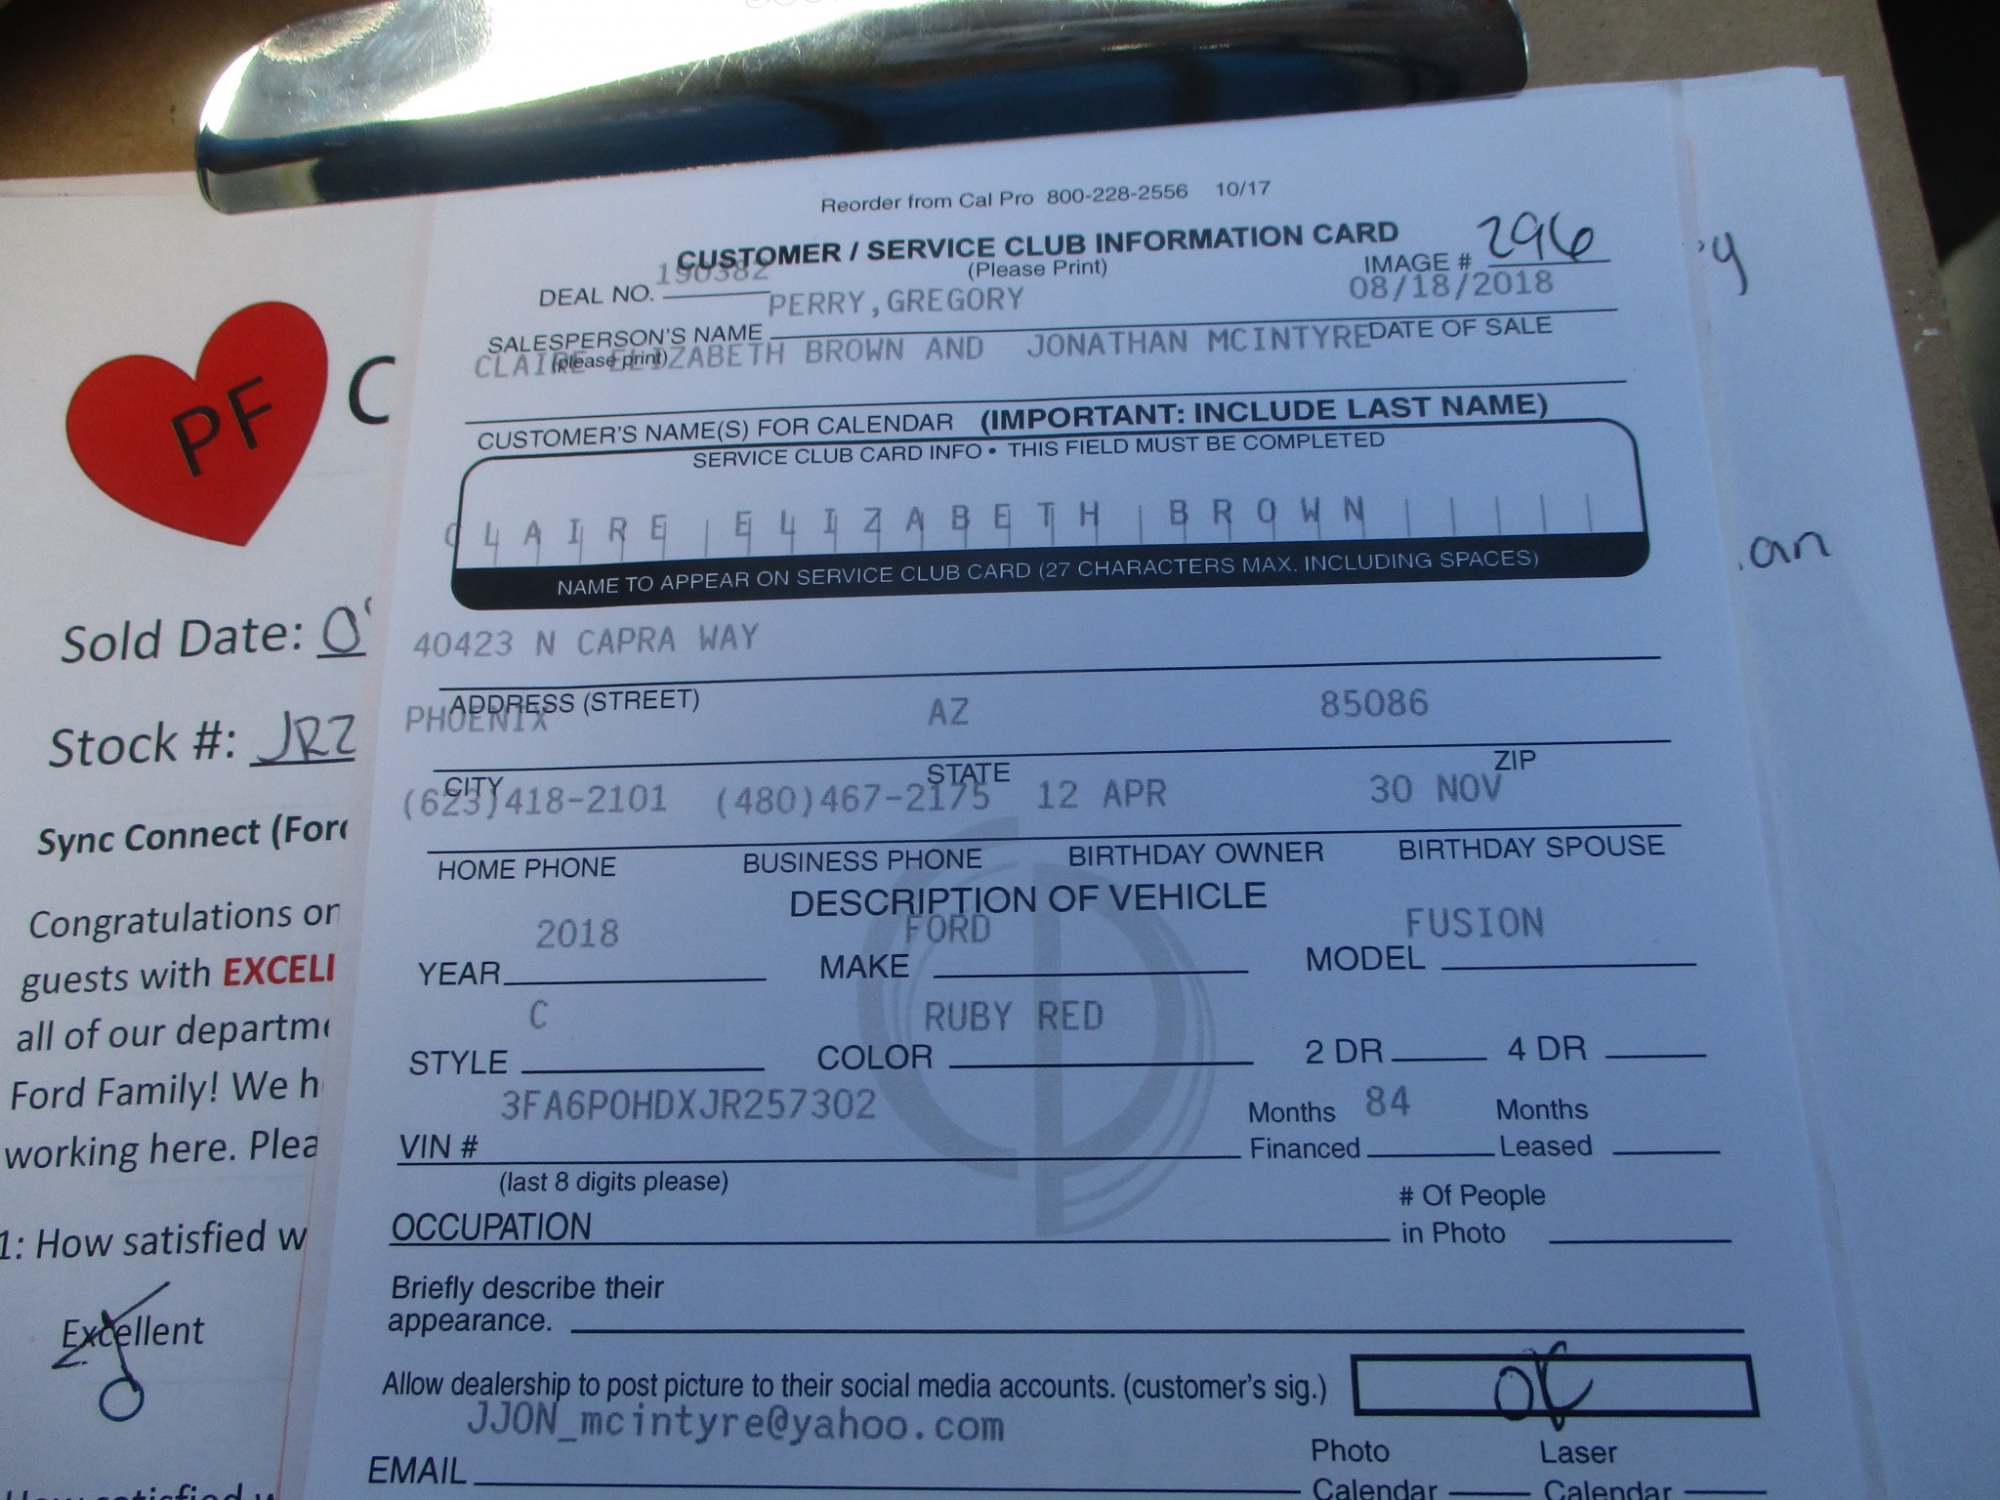 Reorder from Cal Pro 800-228-2556 10/17
CUSTOMER / SERVICE CLUB INFORMATION CARD
(Please Print)
IMAGE # 296
DEAL NO. 190382
08/18/2018
PERRY,GREGORY
SALESPERSON'S NAME
(please print)
DATE OF SALE
CLAIRE ELIZABETH BROWN AND JONATHAN MCINTYRE
CUSTOMER'S NAME(S) FOR CALENDAR (IMPORTANT: INCLUDE LAST NAME)
SERVICE CLUB CARD INFO • THIS FIELD MUST BE COMPLETED
CLAIRE ELIZABETH BROWN
NAME TO APPEAR ON SERVICE CLUB CARD (27 CHARACTERS MAX. INCLUDING SPACES)
40423 N CAPRA WAY
ADDRESS (STREET)
PHOENIX AZ 85086
CITY STATE ZIP
(623)418-2101 (480)467-2175 12 APR 30 NOV
HOME PHONE BUSINESS PHONE BIRTHDAY OWNER BIRTHDAY SPOUSE
DESCRIPTION OF VEHICLE
2018 FORD FUSION
YEAR MAKE MODEL
C RUBY RED
STYLE COLOR 2 DR 4 DR
3FA6P0HDXJR257302
VIN #
(last 8 digits please)
Months Financed 84
Months Leased
OCCUPATION
# Of People in Photo
Briefly describe their
appearance.
Allow dealership to post picture to their social media accounts. (customer's sig.) OK
JJON_mcintyre@yahoo.com
EMAIL
Photo Calendar
Laser Calendar
PF
C
Sold Date: 0
Stock #: JR2
Sync Connect (Ford
Congratulations on
guests with EXCELL
all of our departme
Ford Family! We h
working here. Plea
1: How satisfied w
Excellent
How satisfied w
y
an